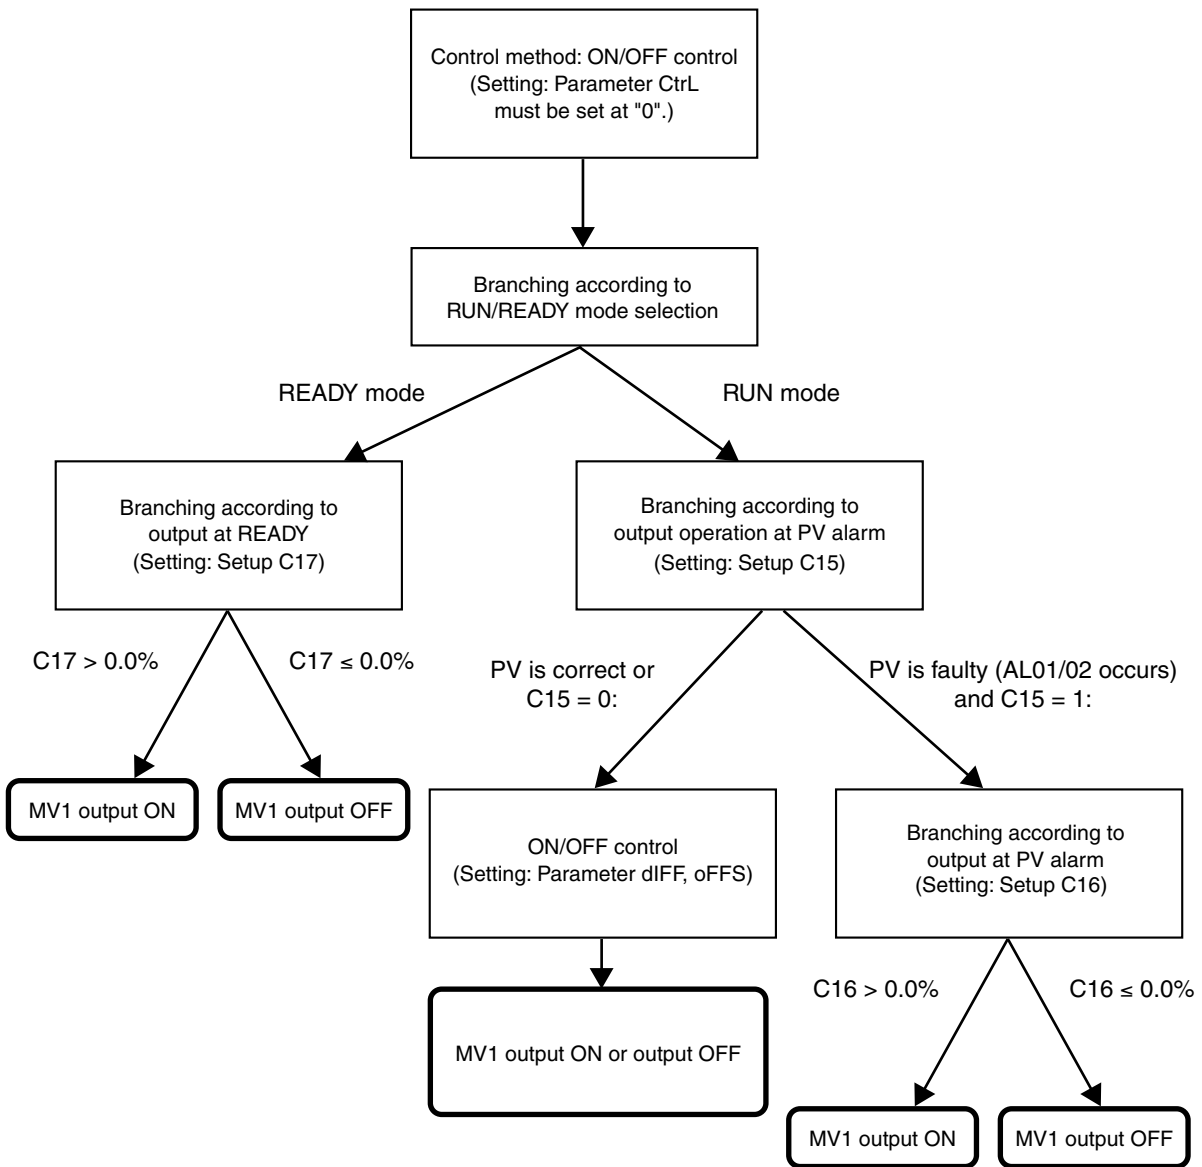 Control method: ON/OFF control
(Setting: Parameter CtrL
must be set at "0".)
Branching according to
RUN/READY mode selection
READY mode
RUN mode
Branching according to
output at READY
(Setting: Setup C17)
Branching according to
output operation at PV alarm
(Setting: Setup C15)
C17 > 0.0%
C17 ≤ 0.0%
PV is correct or
C15 = 0:
PV is faulty (AL01/02 occurs)
and C15 = 1:
MV1 output ON
MV1 output OFF
ON/OFF control
(Setting: Parameter dIFF, oFFS)
Branching according to
output at PV alarm
(Setting: Setup C16)
MV1 output ON or output OFF
C16 > 0.0%
C16 ≤ 0.0%
MV1 output ON
MV1 output OFF